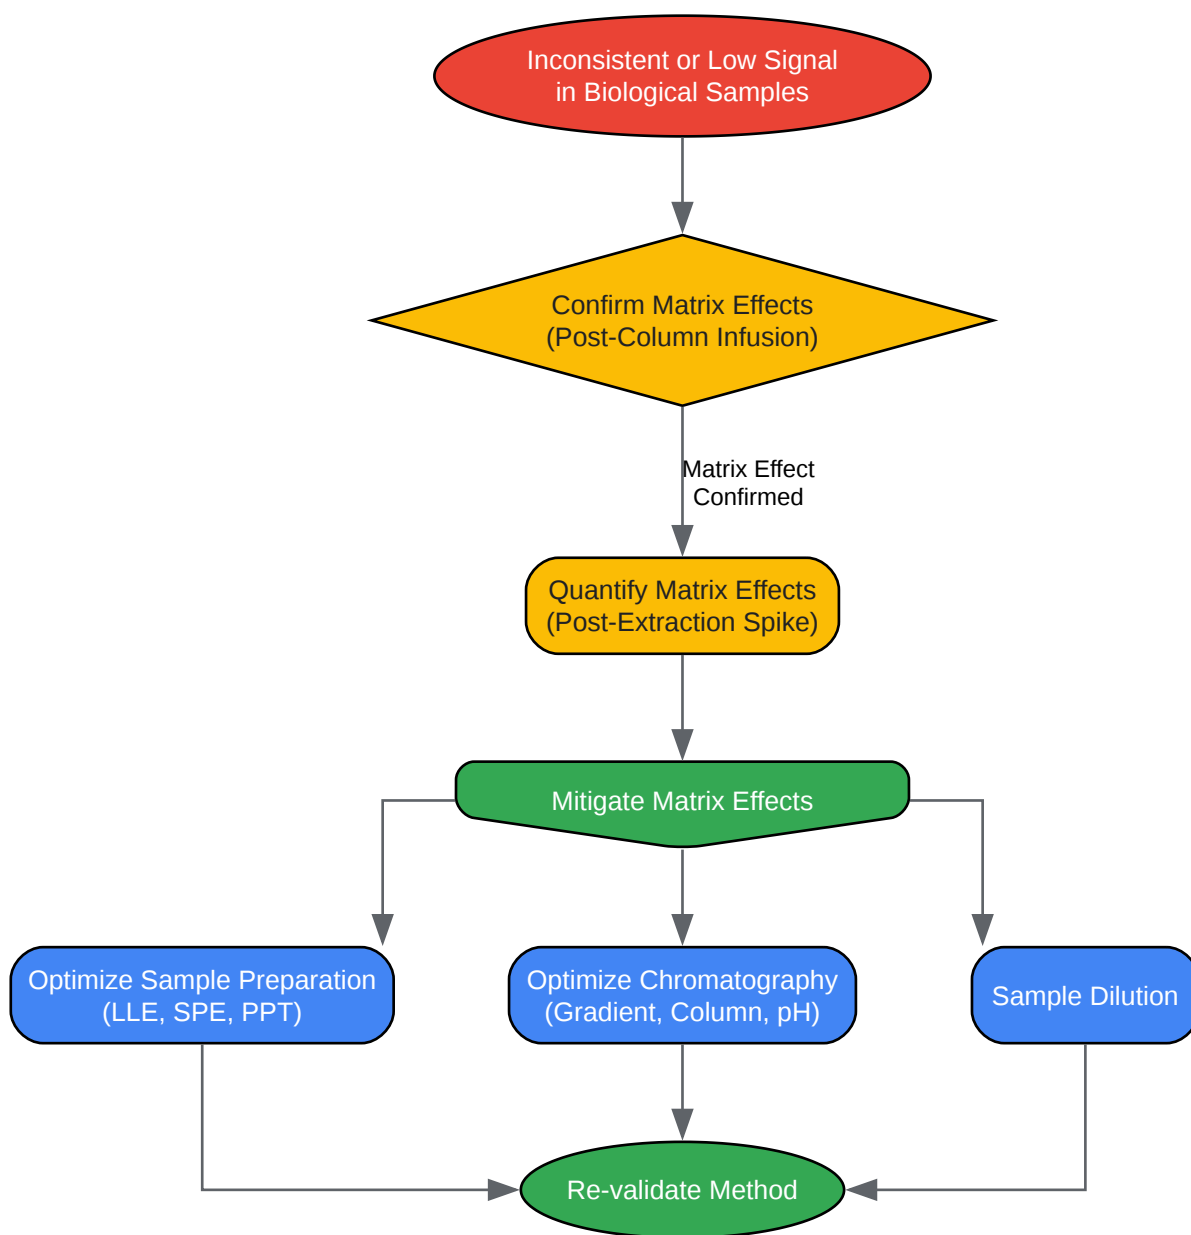 Inconsistent or Low Signal
in Biological Samples
Confirm Matrix Effects
(Post-Column Infusion)
Matrix Effect
Confirmed
Quantify Matrix Effects
(Post-Extraction Spike)
Mitigate Matrix Effects
Optimize Sample Preparation
(LLE, SPE, PPT)
Optimize Chromatography
(Gradient, Column, pH)
Sample Dilution
Re-validate Method